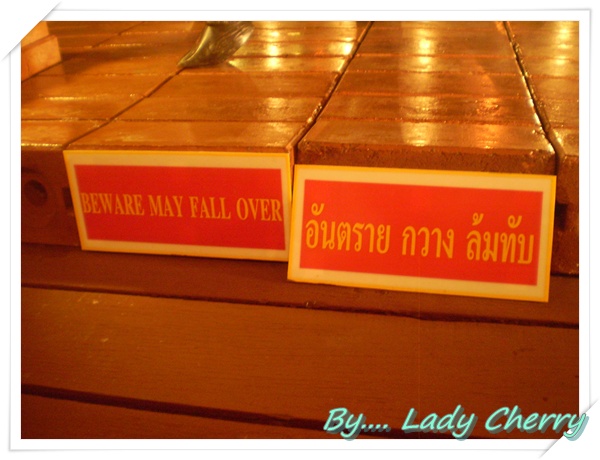 BEWARE MAY FALL OVER
อันตราย กวาง ล้มทับ
By.... Lady Cherry